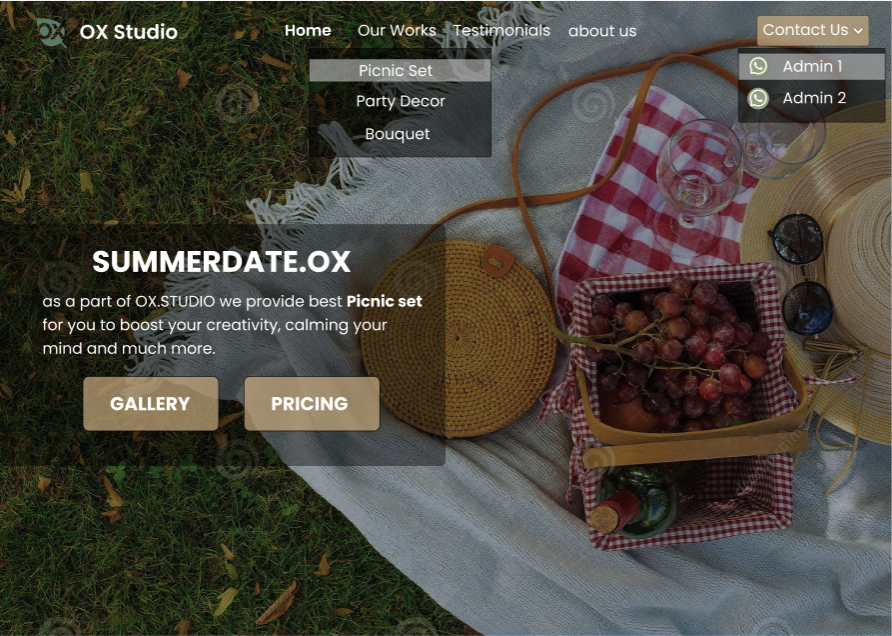 OX OX Studio
Home Our Works Testimonials about us
Contact Us
Picnic Set
Party Decor
Bouquet
Admin 1
Admin 2
SUMMERDATE.OX
as a part of OX.STUDIO we provide best Picnic set
for you to boost your creativity, calming your
mind and much more.
GALLERY PRICING